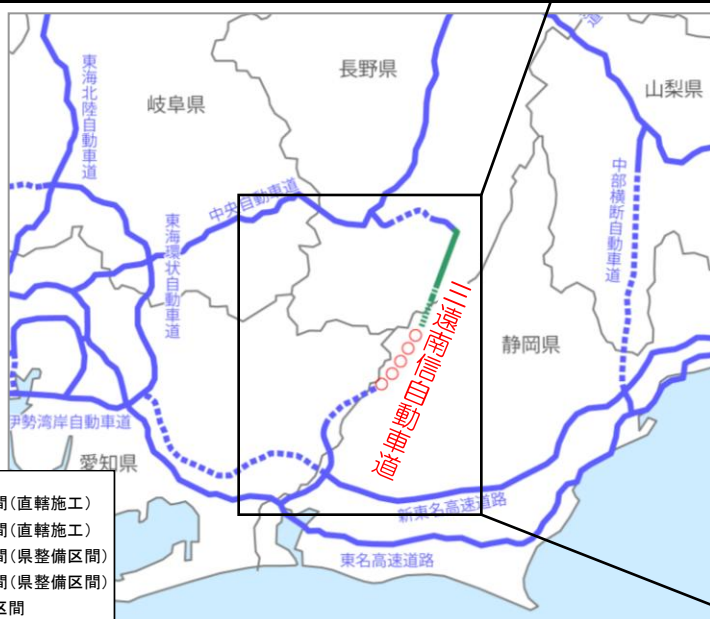 東海北陸自動車道
岐阜県
長野県
道
山梨県
中央自動車道
東海環状自動車道
中部横断自動車道
三遠南信自動車道
静岡県
伊勢湾岸自動車道
愛知県
新東名高速道路
東名高速道路
間(直轄施工)
間(直轄施工)
間(県整備区間)
間(県整備区間)
区間